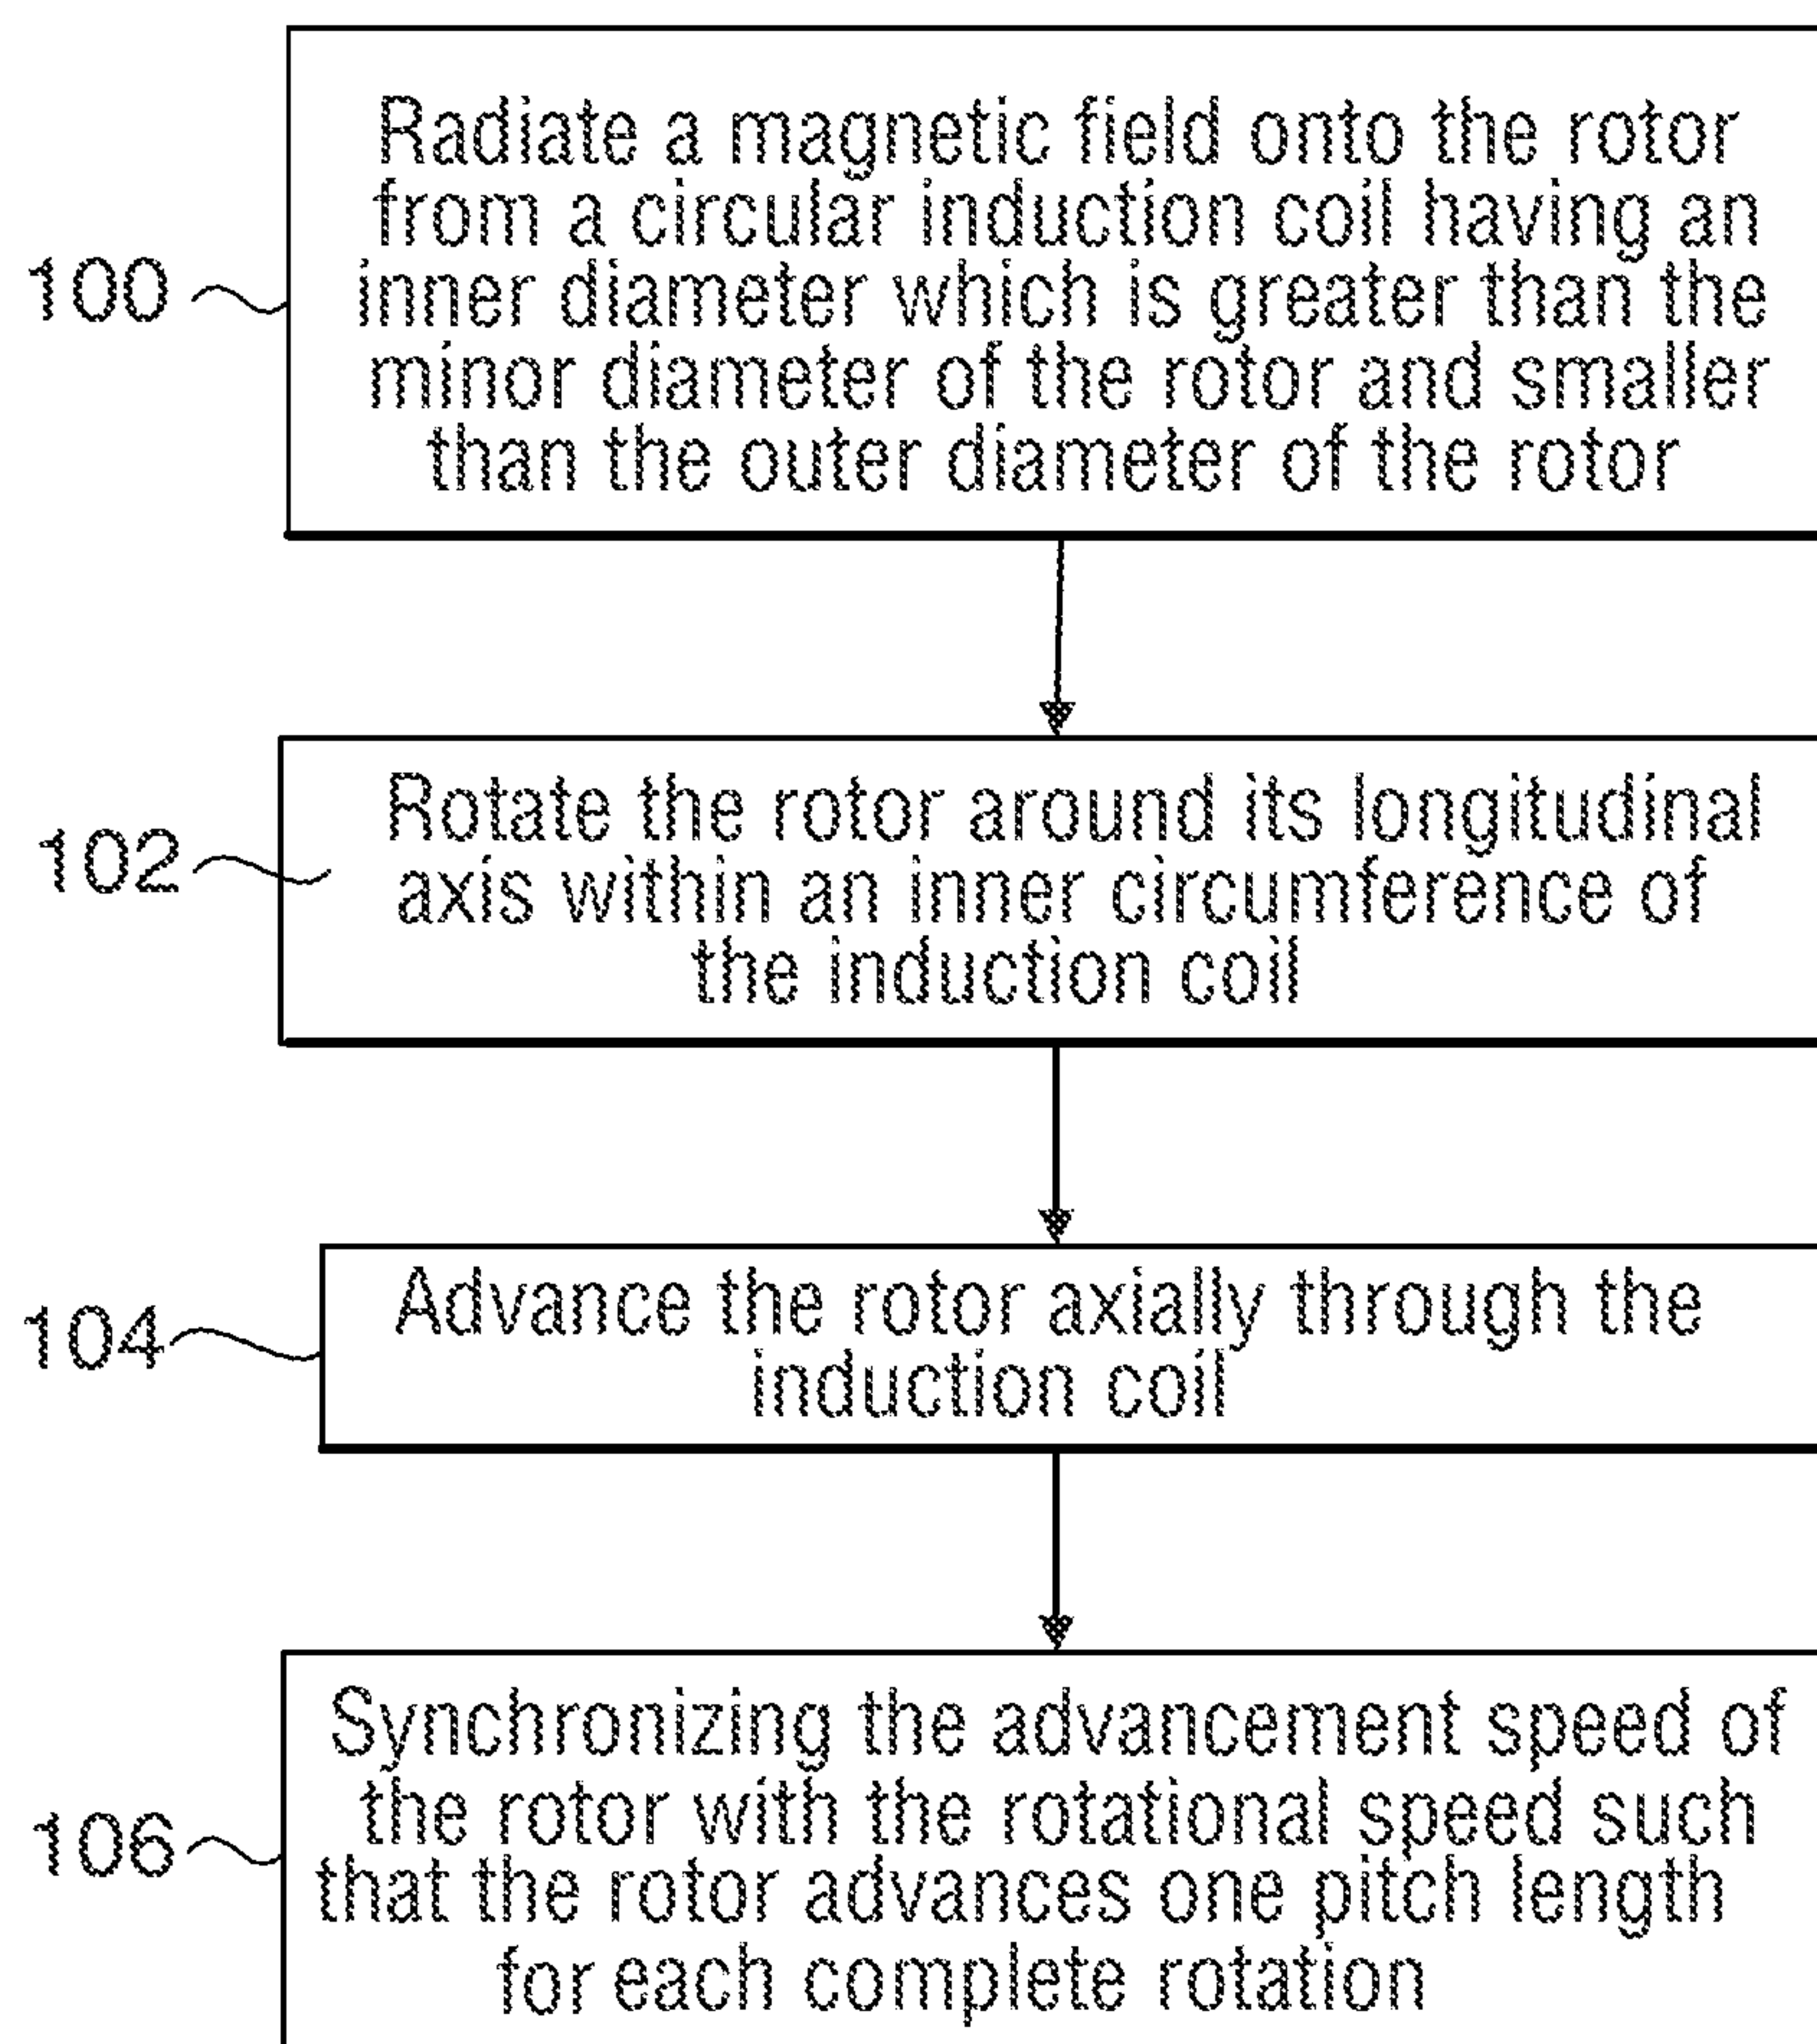 Radiate a magnetic field onto the rotor
from a circular induction coil having an
100
inner diameter which is greater than the
minor diameter of the rotor and smaller
than the outer diameter of the rotor
Rotate the rotor around its longitudinal
102
axis within an inner circumference of
the induction coil
Advance the rotor axially through the
104
induction coil
Synchronizing the advancement speed of
the rotor with the rotational speed such
106
that the rotor advances one pitch length
for each complete rotation